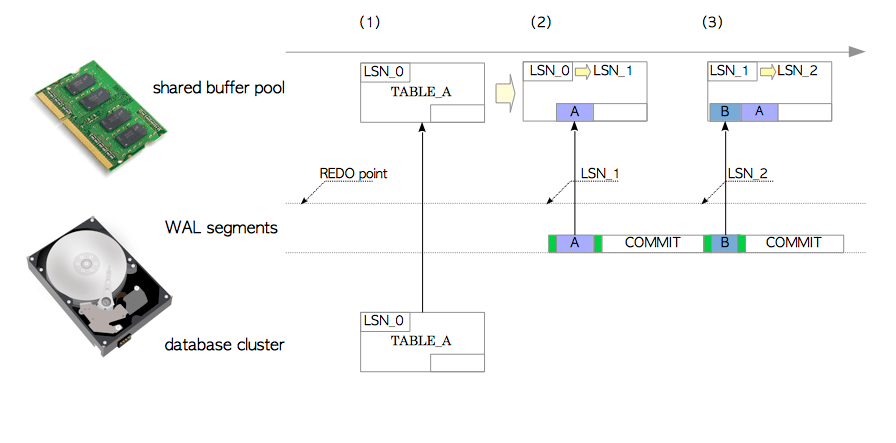 (1)
(2)
(3)
shared buffer pool
LSN_0
TABLE_A
LSN_0 LSN_1
A
LSN_1 LSN_2
B A
REDO point
LSN_1
LSN_2
WAL segments
A COMMIT B COMMIT
database cluster
LSN_0
TABLE_A